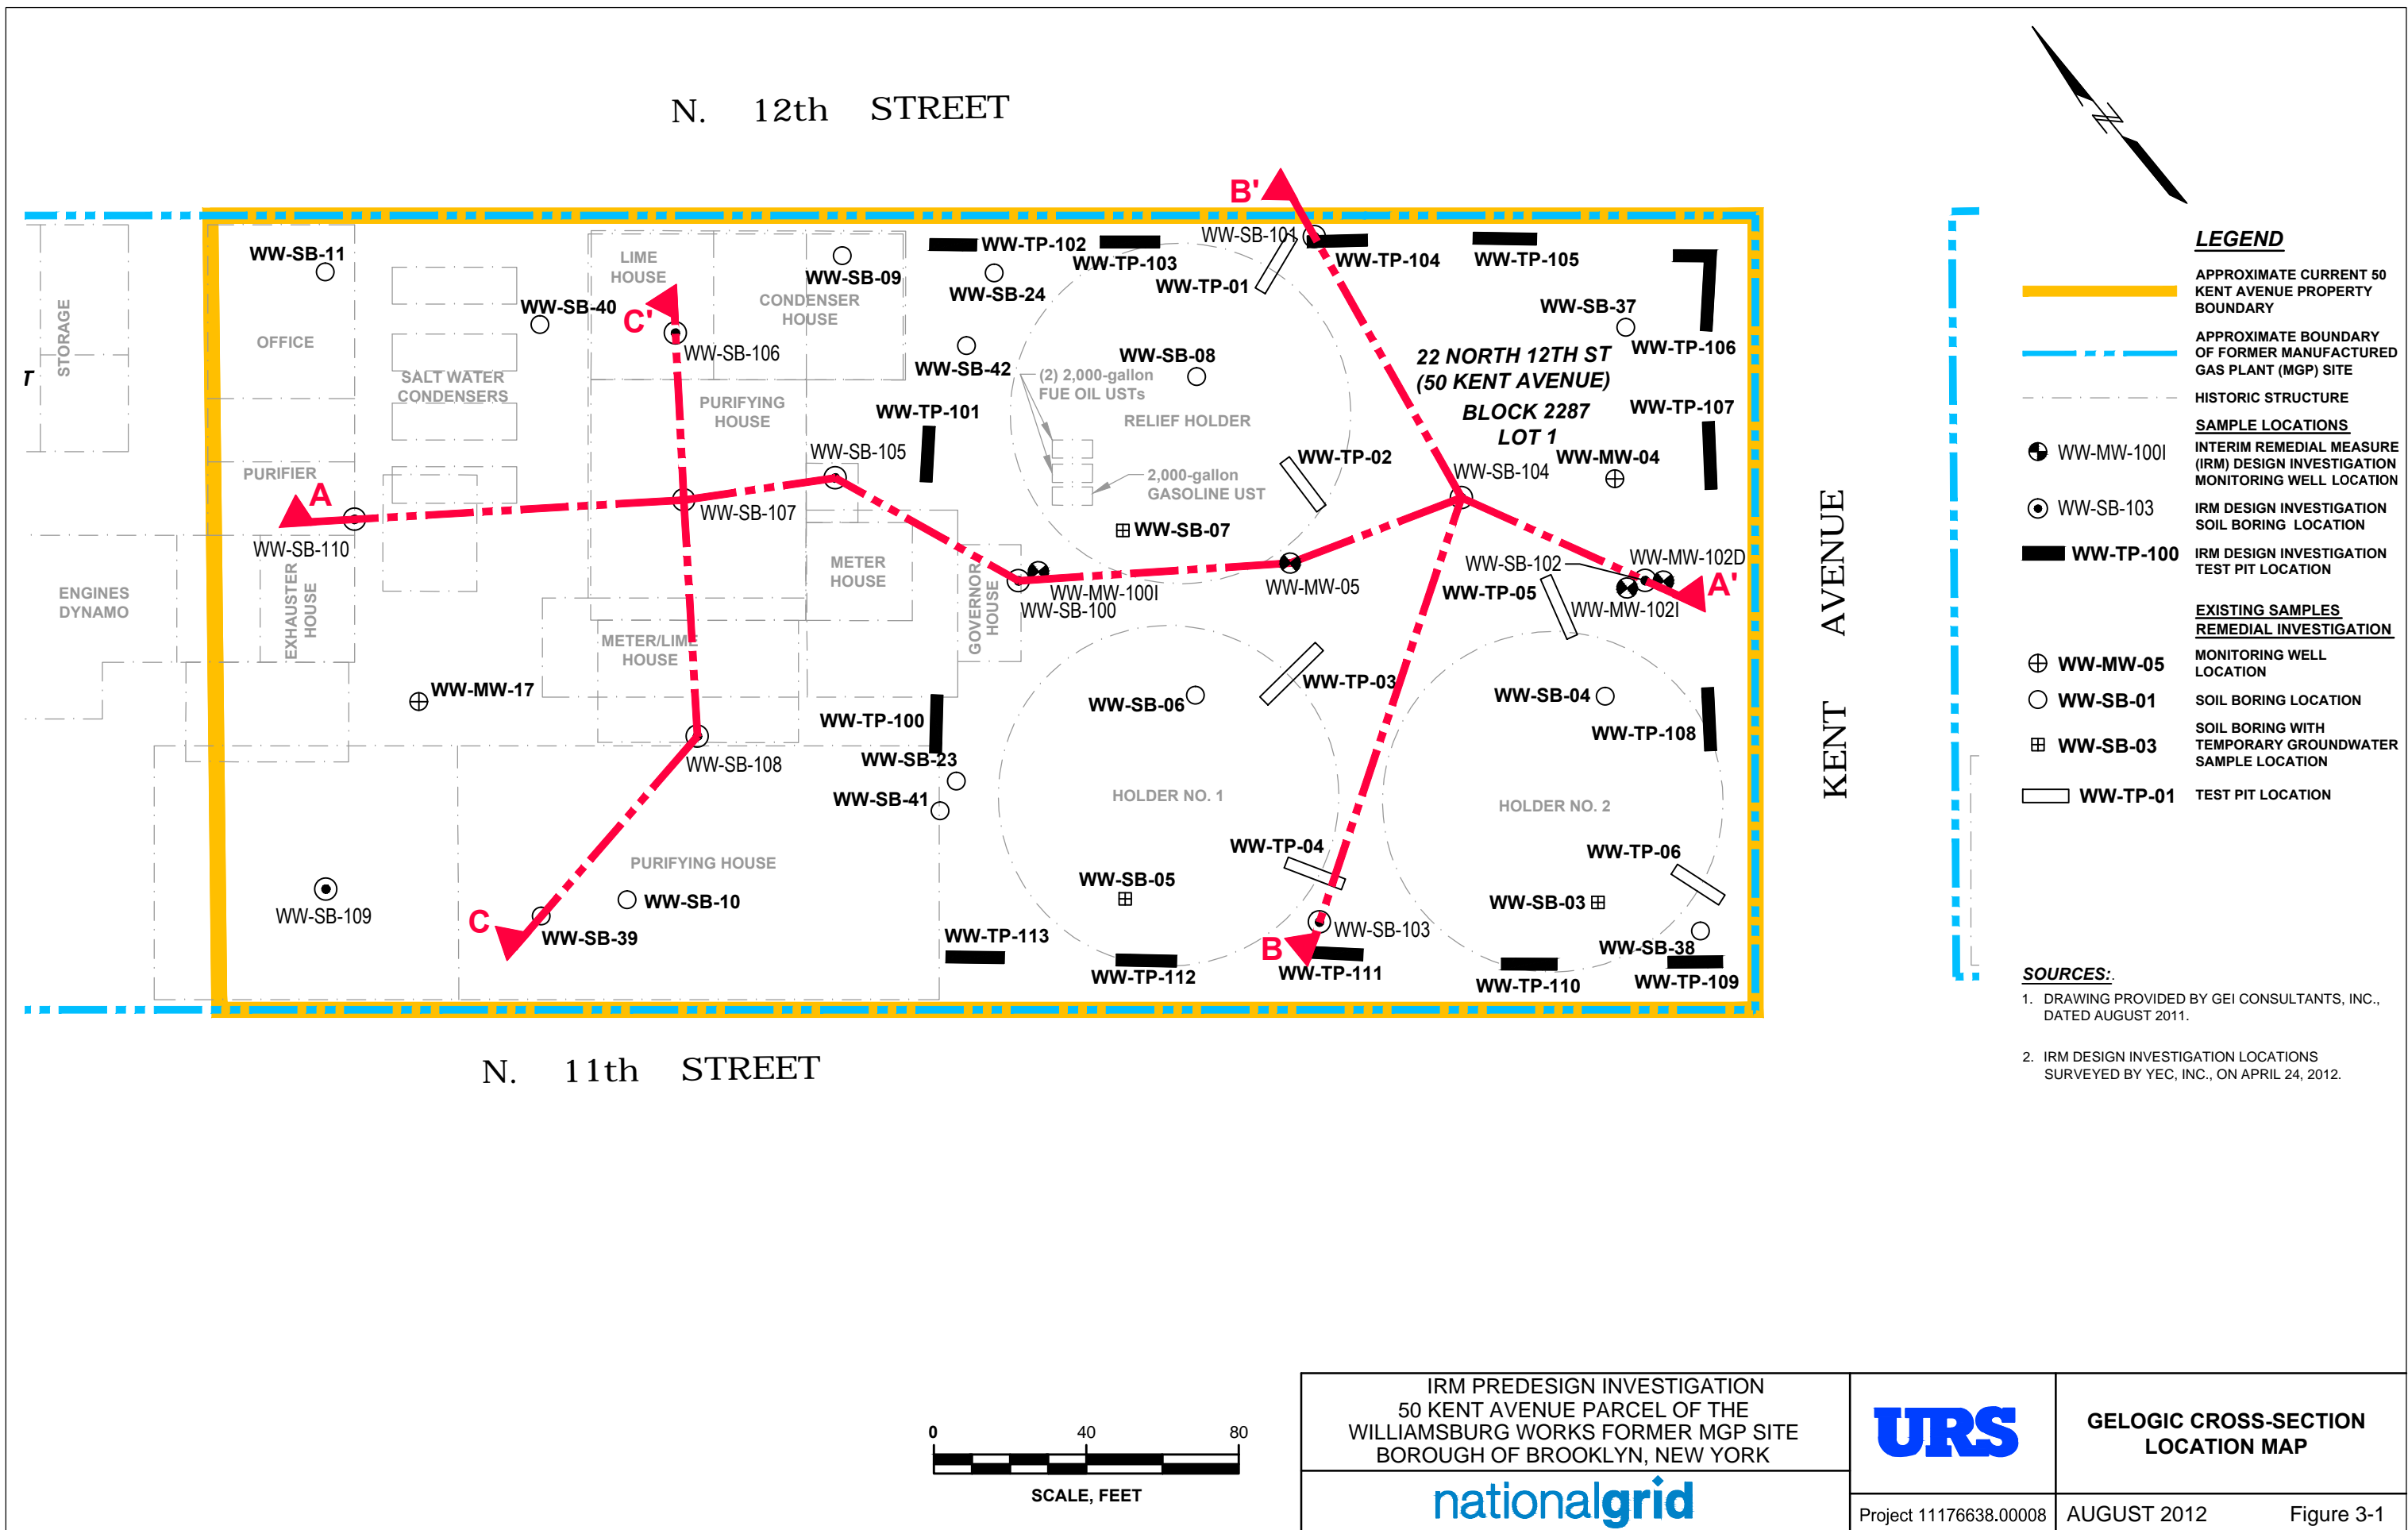 N. 12th STREET
B'
WW-SB-101
WW-SB-11
LIME
HOUSE
WW-SB-09
WW-TP-102
WW-TP-103
WW-TP-104
WW-TP-105
WW-TP-01
WW-SB-24
CONDENSER
HOUSE
WW-SB-40
C'
WW-SB-37
STORAGE
OFFICE
WW-SB-106
WW-SB-42
WW-SB-08
22 NORTH 12TH ST
(50 KENT AVENUE)
BLOCK 2287
LOT 1
WW-TP-106
T
SALT WATER
CONDENSERS
(2) 2,000-gallon
FUE OIL USTs
PURIFYING
HOUSE
WW-TP-101
RELIEF HOLDER
WW-TP-107
PURIFIER
WW-SB-105
WW-TP-02
WW-SB-104
WW-MW-04
2,000-gallon
GASOLINE UST
A
WW-SB-107
WW-SB-07
WW-SB-110
METER
HOUSE
WW-SB-102
WW-MW-102D
ENGINES
DYNAMO
EXHAUSTER
HOUSE
GOVERNOR
HOUSE
WW-MW-100I
WW-SB-100
WW-MW-05
WW-TP-05
WW-MW-102I
A'
METER/LIME
HOUSE
WW-MW-17
WW-TP-03
WW-SB-06
WW-SB-04
WW-TP-100
WW-TP-108
WW-SB-23
WW-SB-108
WW-SB-41
HOLDER NO. 1
HOLDER NO. 2
PURIFYING HOUSE
WW-TP-04
WW-TP-06
WW-SB-05
WW-SB-10
WW-SB-03
WW-SB-109
C
WW-SB-39
WW-TP-113
WW-SB-103
B
WW-SB-38
WW-TP-112
WW-TP-111
WW-TP-110
WW-TP-109
N. 11th STREET
KENT AVENUE
N
LEGEND
APPROXIMATE CURRENT 50
KENT AVENUE PROPERTY
BOUNDARY
APPROXIMATE BOUNDARY
OF FORMER MANUFACTURED
GAS PLANT (MGP) SITE
HISTORIC STRUCTURE
SAMPLE LOCATIONS
WW-MW-100I INTERIM REMEDIAL MEASURE
(IRM) DESIGN INVESTIGATION
MONITORING WELL LOCATION
WW-SB-103 IRM DESIGN INVESTIGATION
SOIL BORING LOCATION
WW-TP-100 IRM DESIGN INVESTIGATION
TEST PIT LOCATION
EXISTING SAMPLES
REMEDIAL INVESTIGATION
WW-MW-05 MONITORING WELL
LOCATION
WW-SB-01 SOIL BORING LOCATION
WW-SB-03 SOIL BORING WITH
TEMPORARY GROUNDWATER
SAMPLE LOCATION
WW-TP-01 TEST PIT LOCATION
SOURCES:.
1. DRAWING PROVIDED BY GEI CONSULTANTS, INC.,
DATED AUGUST 2011.
2. IRM DESIGN INVESTIGATION LOCATIONS
SURVEYED BY YEC, INC., ON APRIL 24, 2012.
0 40 80
SCALE, FEET
IRM PREDESIGN INVESTIGATION
50 KENT AVENUE PARCEL OF THE
WILLIAMSBURG WORKS FORMER MGP SITE
BOROUGH OF BROOKLYN, NEW YORK
nationalgrid
URS
Project 11176638.00008
GELOGIC CROSS-SECTION
LOCATION MAP
AUGUST 2012 Figure 3-1